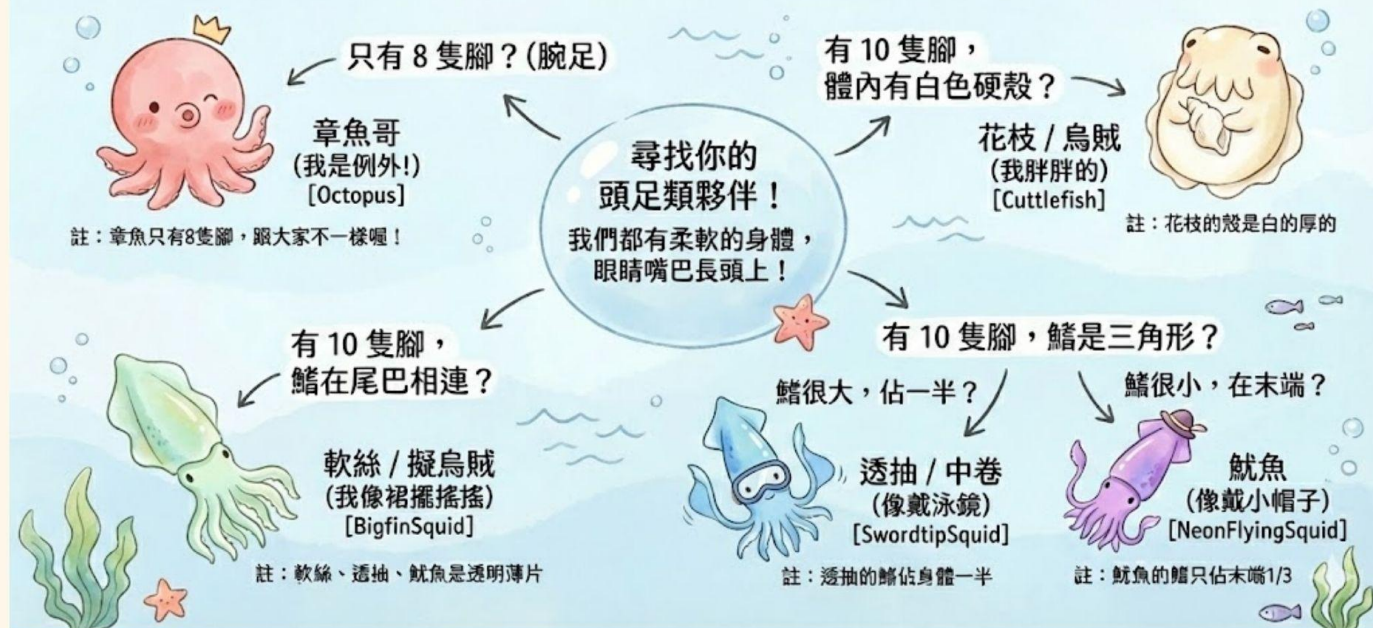 只有 8 隻腳？(腕足)
章魚哥
(我是例外!)
[Octopus]
註：章魚只有8隻腳，跟大家不一樣喔！
有 10 隻腳，
體內有白色硬殼？
花枝 / 烏賊
(我胖胖的)
[Cuttlefish]
註：花枝的殼是白的厚的
尋找你的
頭足類夥伴！
我們都有柔軟的身體，
眼睛嘴巴長頭上！
有 10 隻腳，
鰭在尾巴相連？
軟絲 / 擬烏賊
(我像裙擺搖搖)
[BigfinSquid]
註：軟絲、透抽、魷魚是透明薄片
有 10 隻腳，鰭是三角形？
鰭很大，佔一半？
透抽 / 中卷
(像戴泳鏡)
[SwordtipSquid]
註：透抽的鰭佔身體一半
鰭很小，在末端？
魷魚
(像戴小帽子)
[NeonFlyingSquid]
註：魷魚的鰭只佔末端1/3